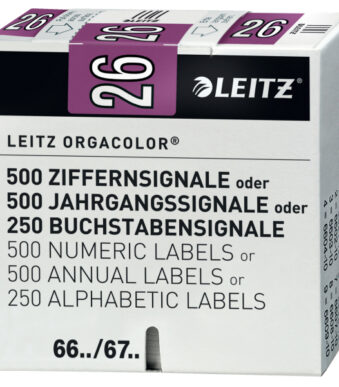 26
26
LEITZ
LEITZ ORGACOLOR®
500 ZIFFERNSIGNALE oder
500 JAHRGANGSSIGNALE oder
250 BUCHSTABENSIGNALE
500 NUMERIC LABELS or
500 ANNUAL LABELS or
250 ALPHABETIC LABELS
66../67..